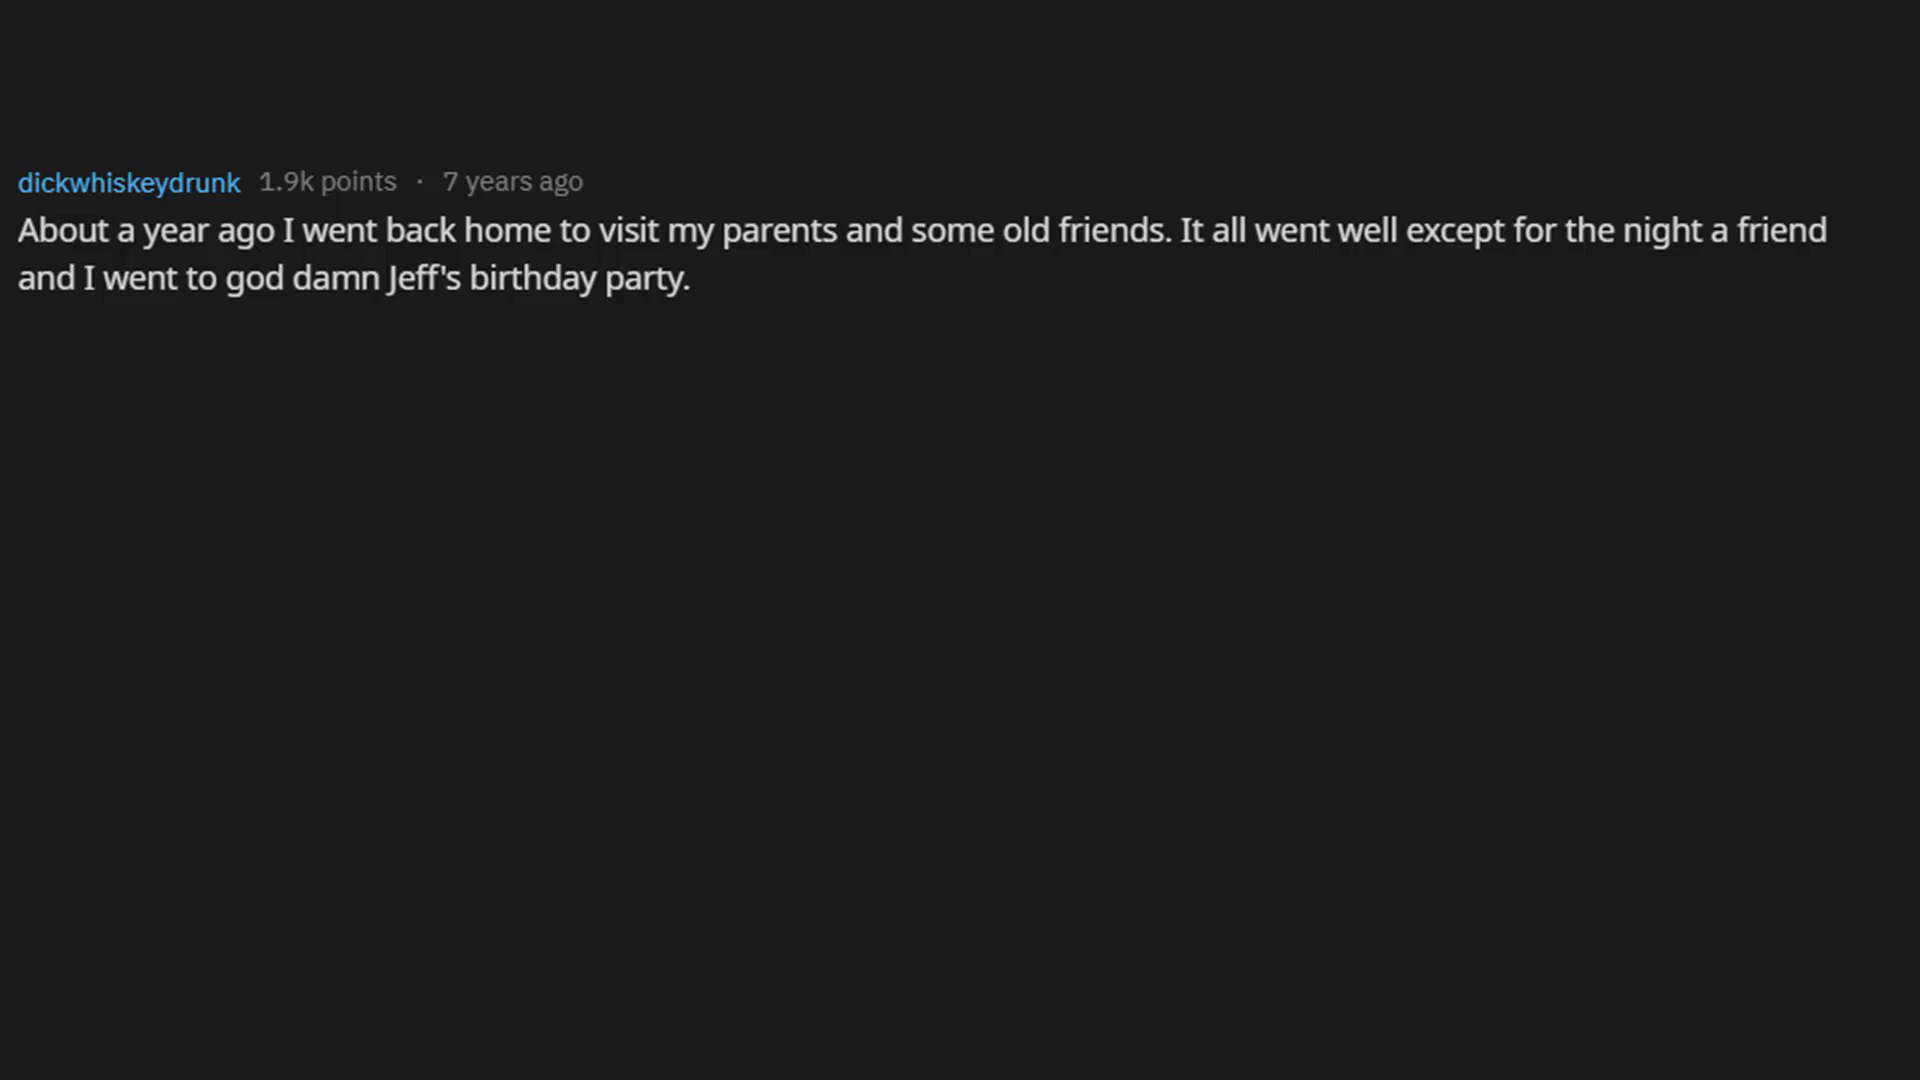 dickwhiskeydrunk 1.9k points · 7 years ago
About a year ago I went back home to visit my parents and some old friends. It all went well except for the night a friend
and I went to god damn Jeff's birthday party.